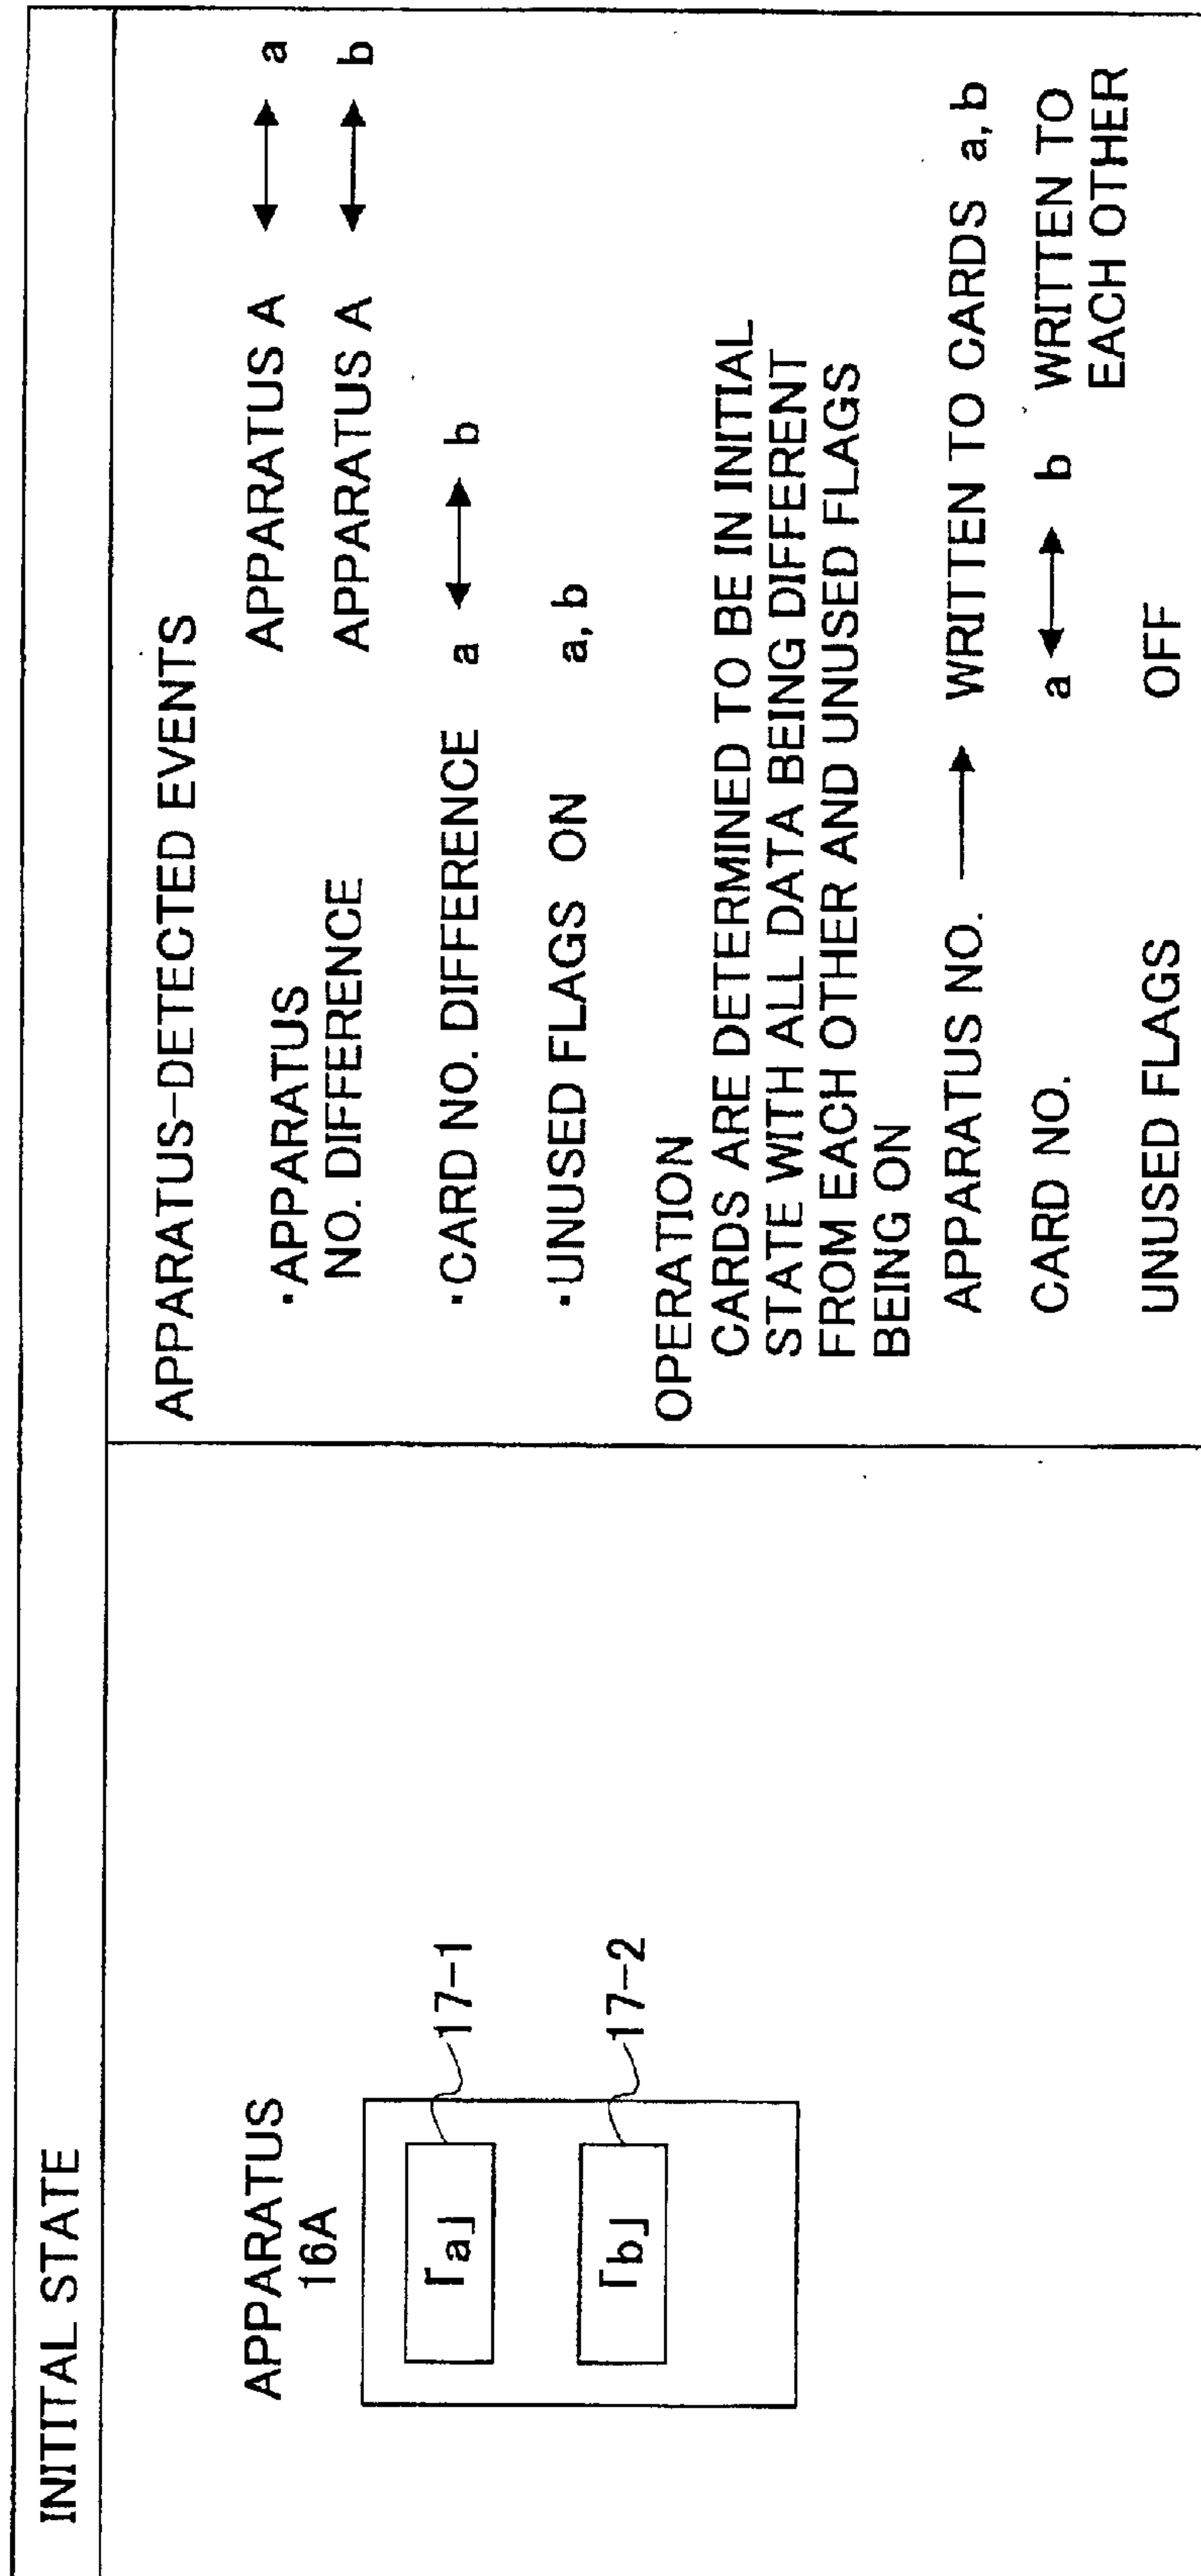 INITITAL STATE
APPARATUS
16A
「a」
17-1
「b」
17-2
APPARATUS-DETECTED EVENTS
・APPARATUS
NO. DIFFERENCE
APPARATUS A ↔ a
APPARATUS A ↔ b
・CARD NO. DIFFERENCE a ↔ b
・UNUSED FLAGS ON a, b
OPERATION
CARDS ARE DETERMINED TO BE IN INITIAL
STATE WITH ALL DATA BEING DIFFERENT
FROM EACH OTHER AND UNUSED FLAGS
BEING ON
APPARATUS NO. → WRITTEN TO CARDS a, b
CARD NO. a ↔ b WRITTEN TO
EACH OTHER
UNUSED FLAGS OFF